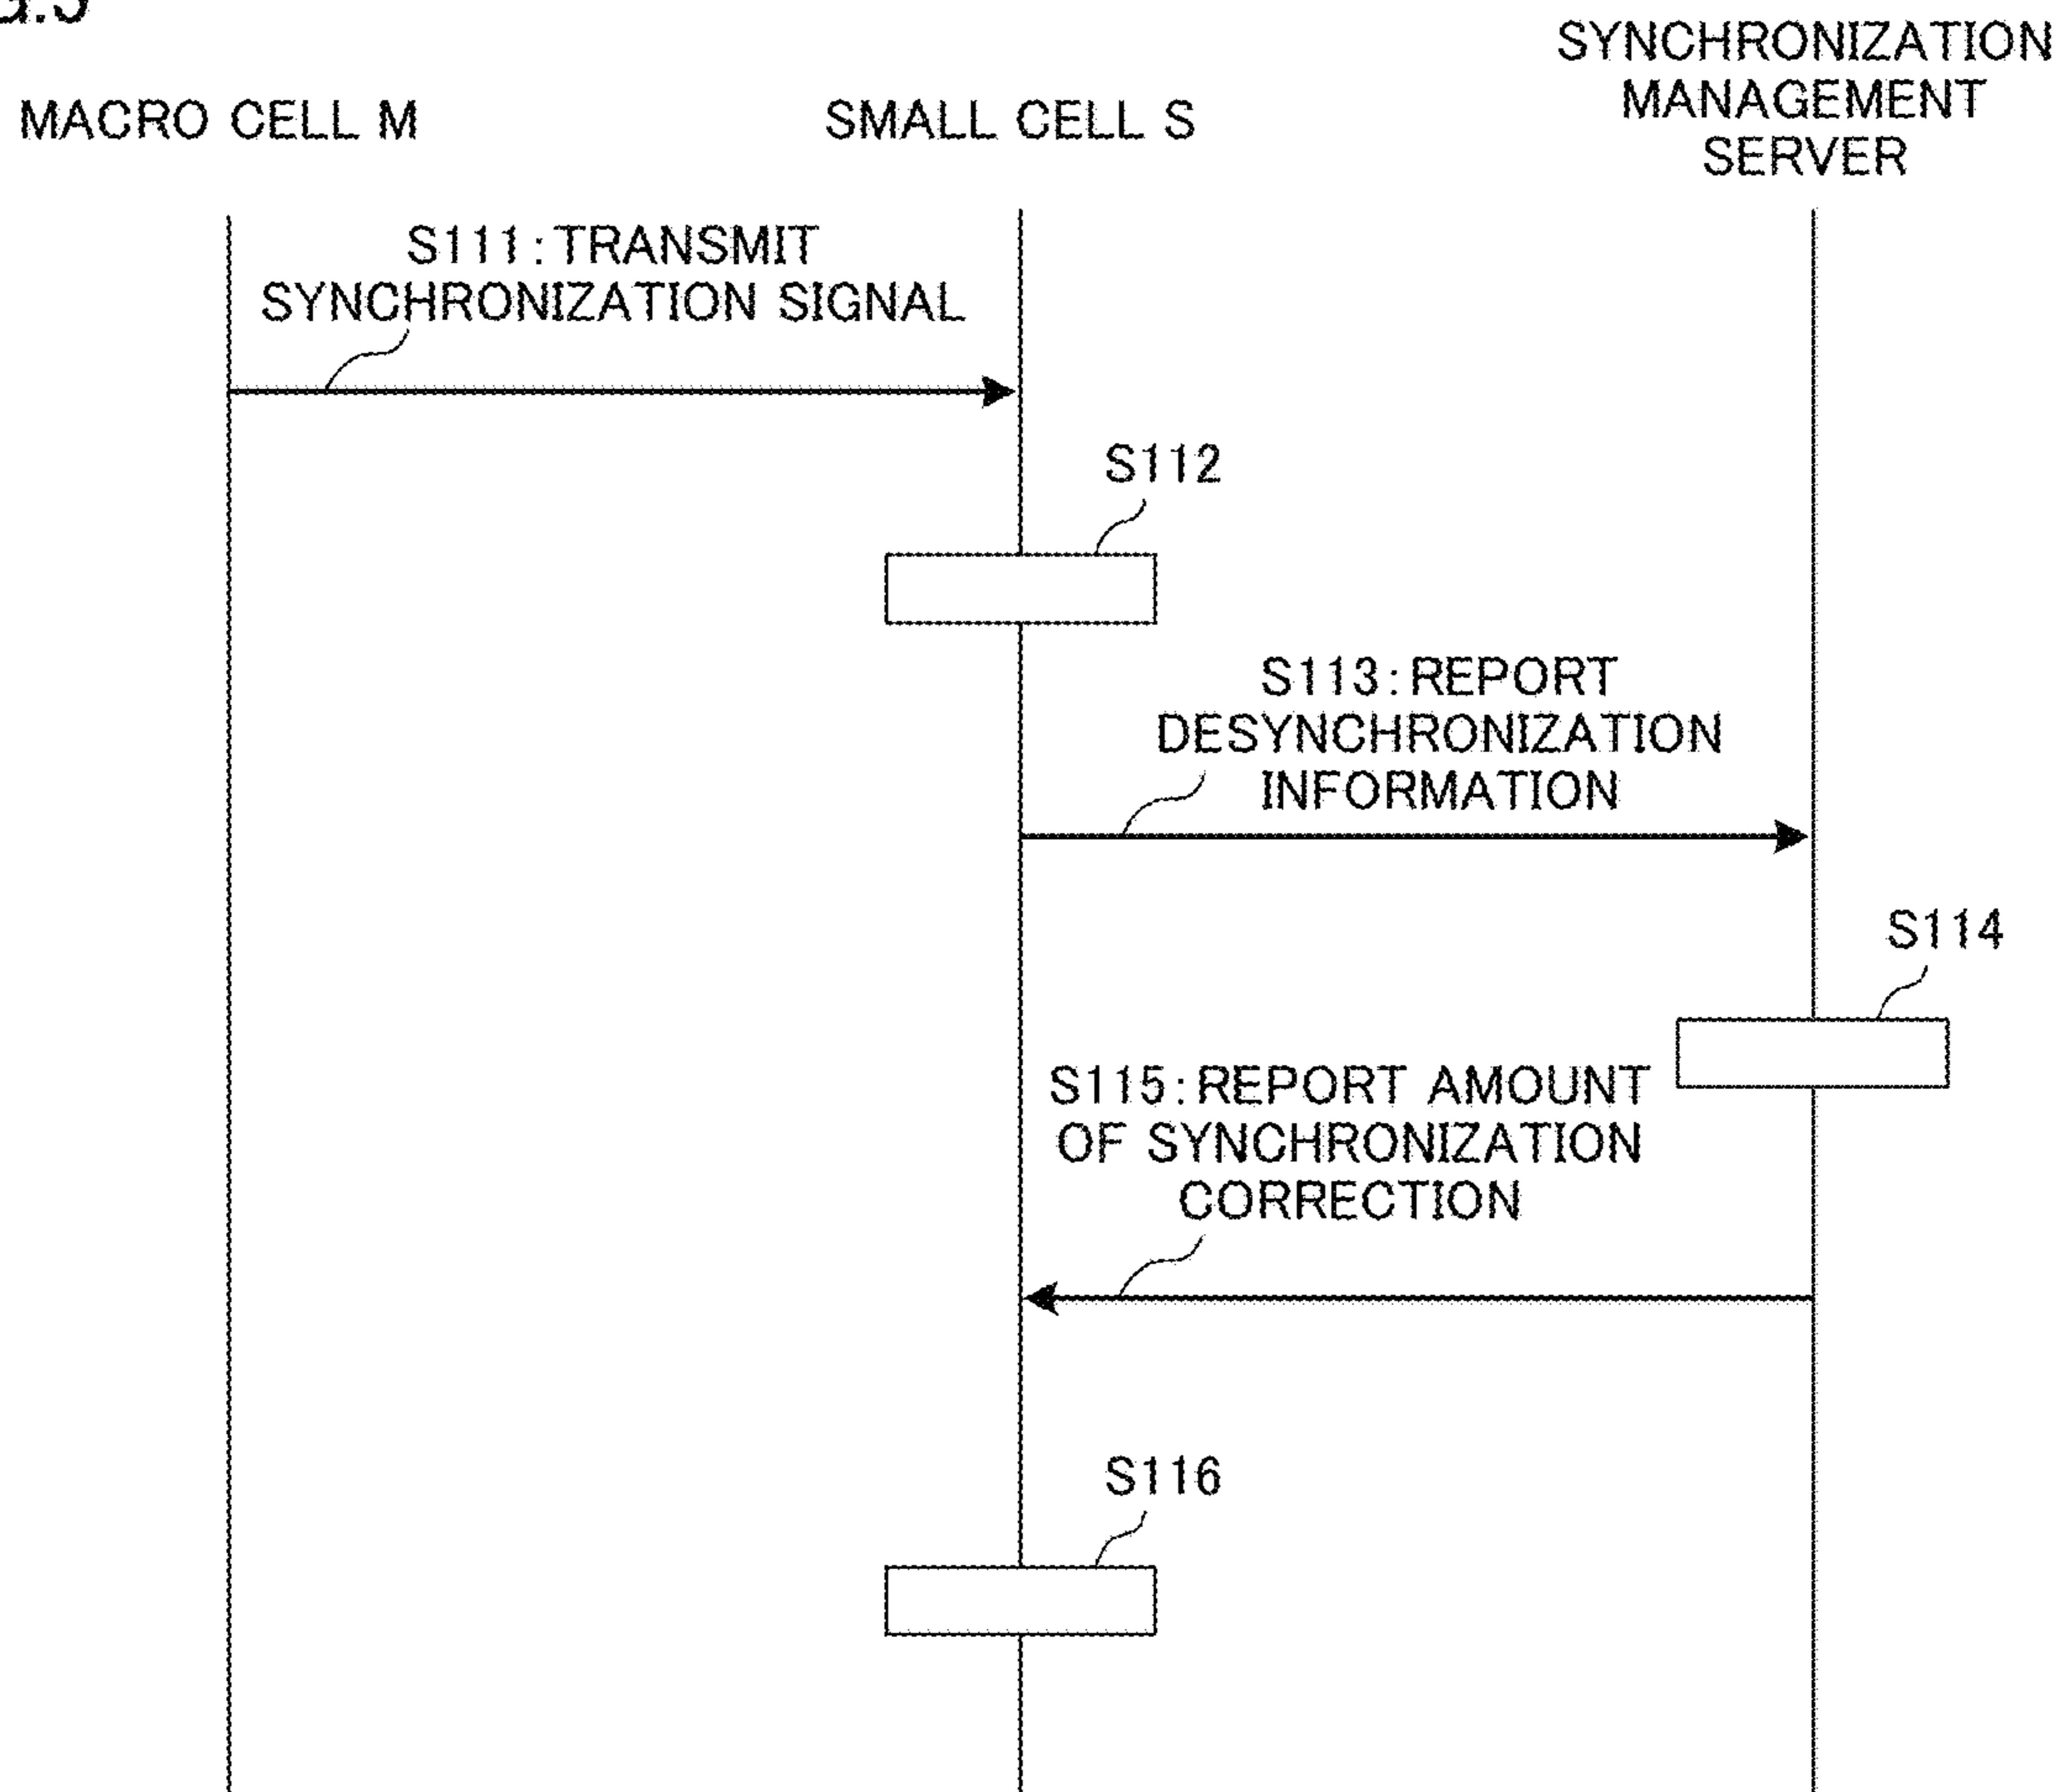 MACRO CELL M
SMALL CELL S
SYNCHRONIZATION
MANAGEMENT
SERVER
S111:TRANSMIT
SYNCHRONIZATION SIGNAL
S112
S113:REPORT
DESYNCHRONIZATION
INFORMATION
S114
S115:REPORT AMOUNT
OF SYNCHRONIZATION
CORRECTION
S116